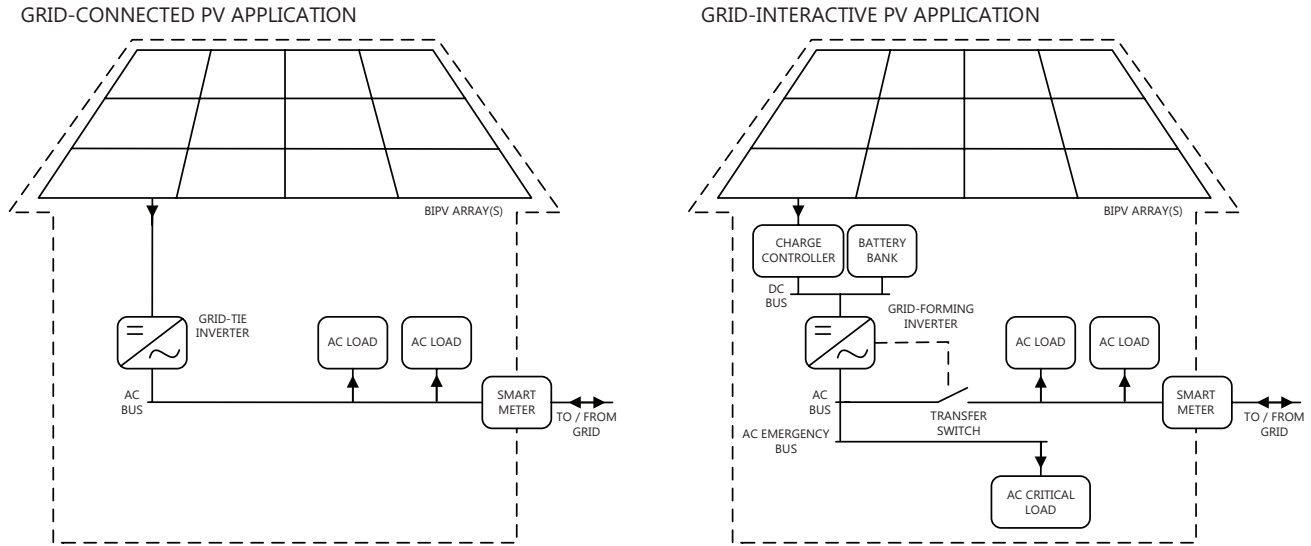 GRID-CONNECTED PV APPLICATION
BIPV ARRAY(S)
GRID-TIE
INVERTER
AC LOAD
AC LOAD
AC
BUS
SMART
METER
TO / FROM
GRID
GRID-INTERACTIVE PV APPLICATION
BIPV ARRAY(S)
CHARGE
CONTROLLER
BATTERY
BANK
DC
BUS
GRID-FORMING
INVERTER
AC LOAD
AC LOAD
AC
BUS
TRANSFER
SWITCH
SMART
METER
TO / FROM
GRID
AC EMERGENCY
BUS
AC CRITICAL
LOAD